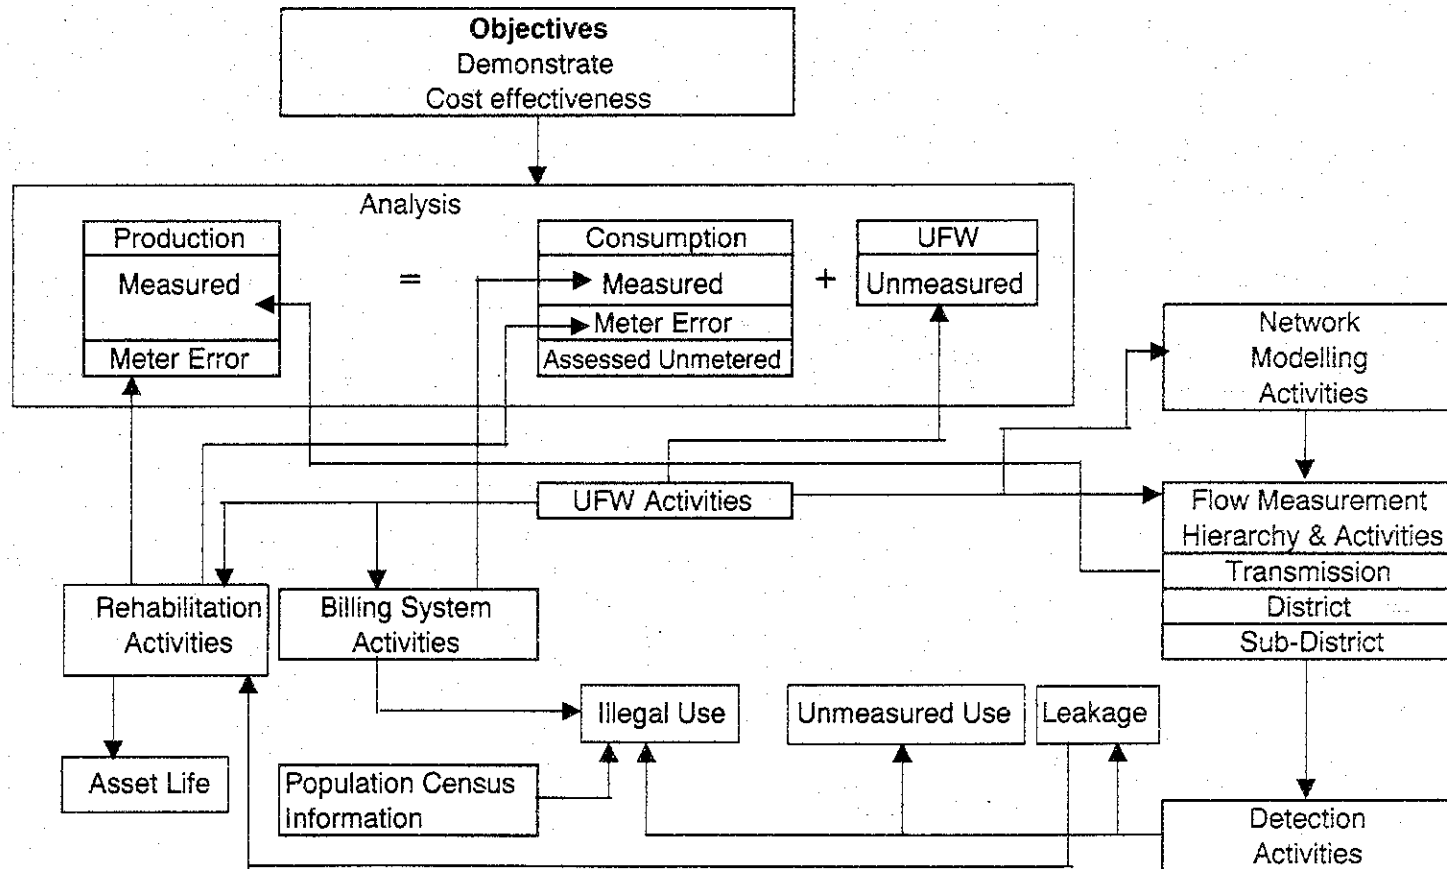 Objectives
Demonstrate
Cost effectiveness
Analysis
Production
Measured
Meter Error
=
Consumption
Measured
Meter Error
Assessed Unmetered
+
UFW
Unmeasured
Network
Modelling
Activities
UFW Activities
Flow Measurement
Hierarchy & Activities
Transmission
District
Sub-District
Rehabilitation
Activities
Billing System
Activities
Illegal Use
Unmeasured Use
Leakage
Asset Life
Population Census
Information
Detection
Activities